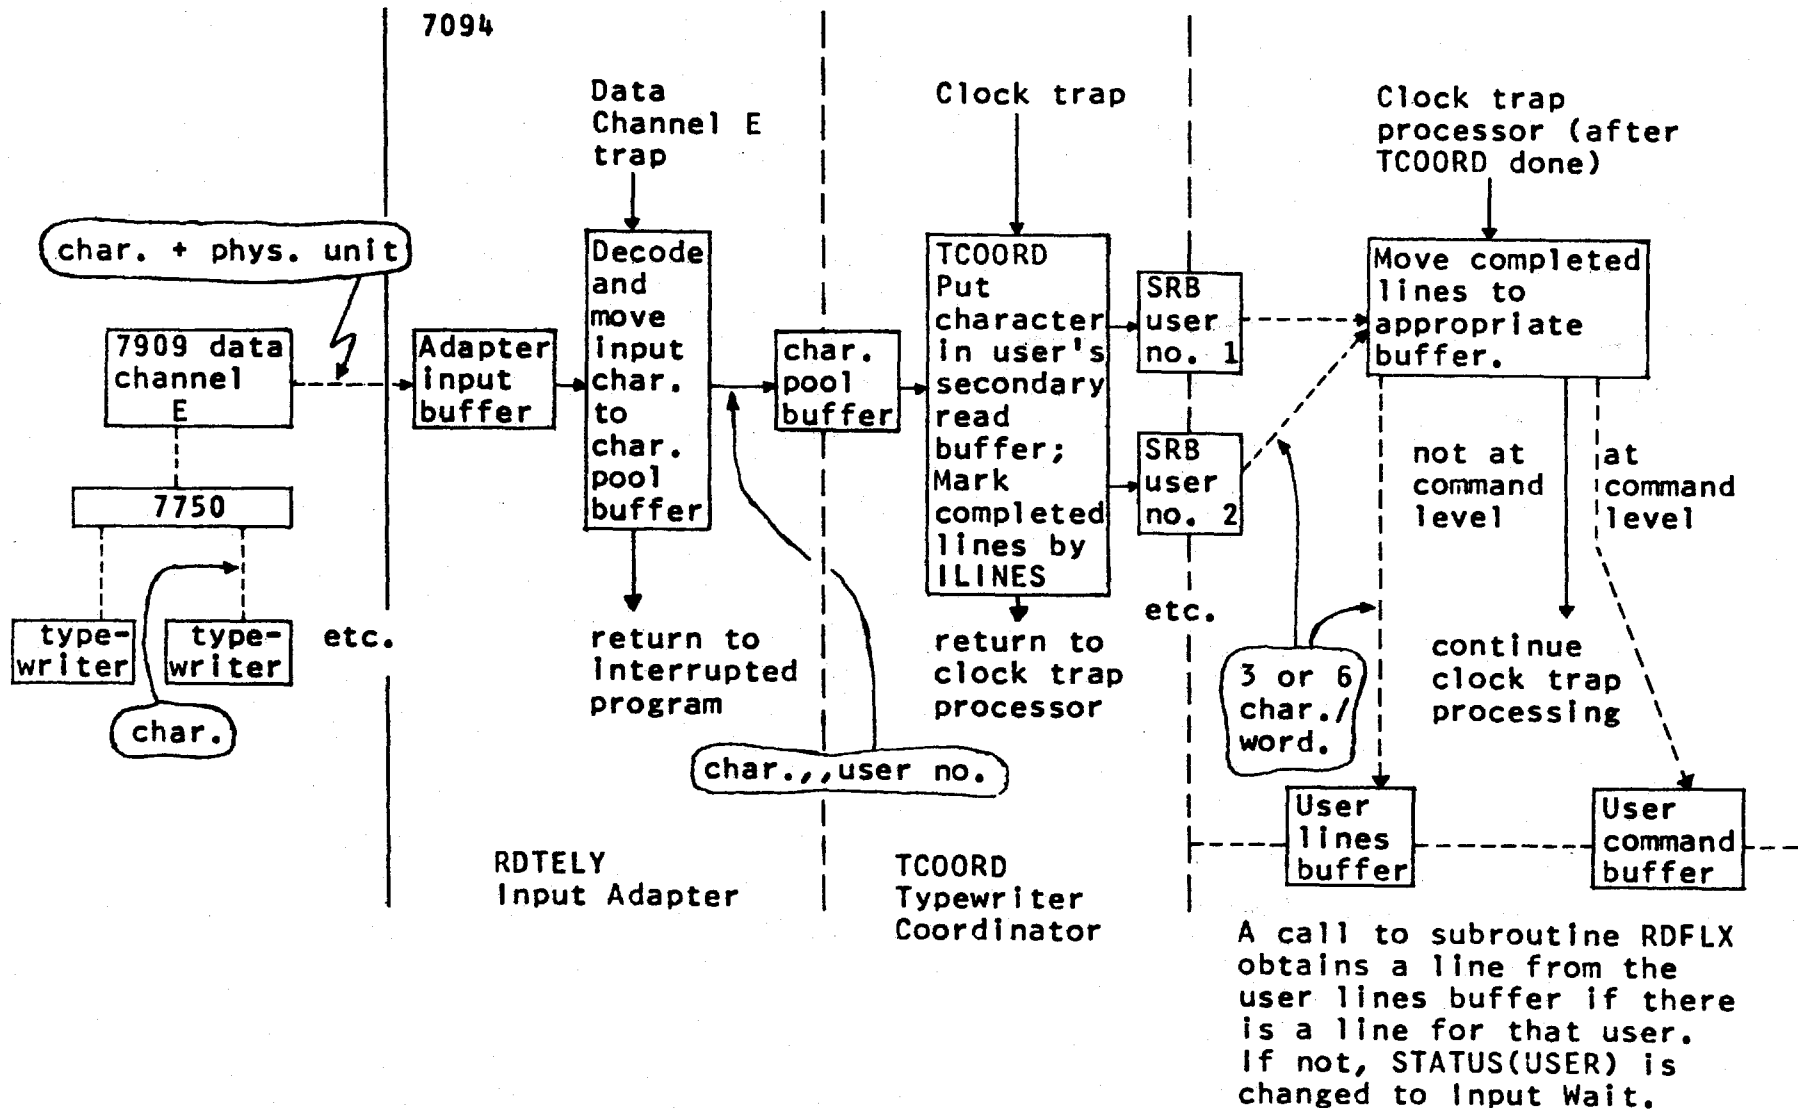 7094
Data
Channel E
trap
Clock trap
Clock trap
processor (after
TCOORD done)
char. + phys. unit
7909 data
channel
E
7750
type-
writer
type-
writer
etc.
char.
Adapter
input
buffer
Decode
and
move
input
char.
to
char.
pool
buffer
return to
interrupted
program
char.
pool
buffer
char.,,user no.
TCOORD
Put
character
in user's
secondary
read
buffer;
Mark
completed
lines by
ILINES
return to
clock trap
processor
SRB
user
no. 1
SRB
user
no. 2
etc.
3 or 6
char./
word.
Move completed
lines to
appropriate
buffer.
not at
command
level
at
command
level
continue
clock trap
processing
User
lines
buffer
User
command
buffer
RDTELY
Input Adapter
TCOORD
Typewriter
Coordinator
A call to subroutine RDFLX
obtains a line from the
user lines buffer if there
is a line for that user.
If not, STATUS(USER) is
changed to Input Wait.